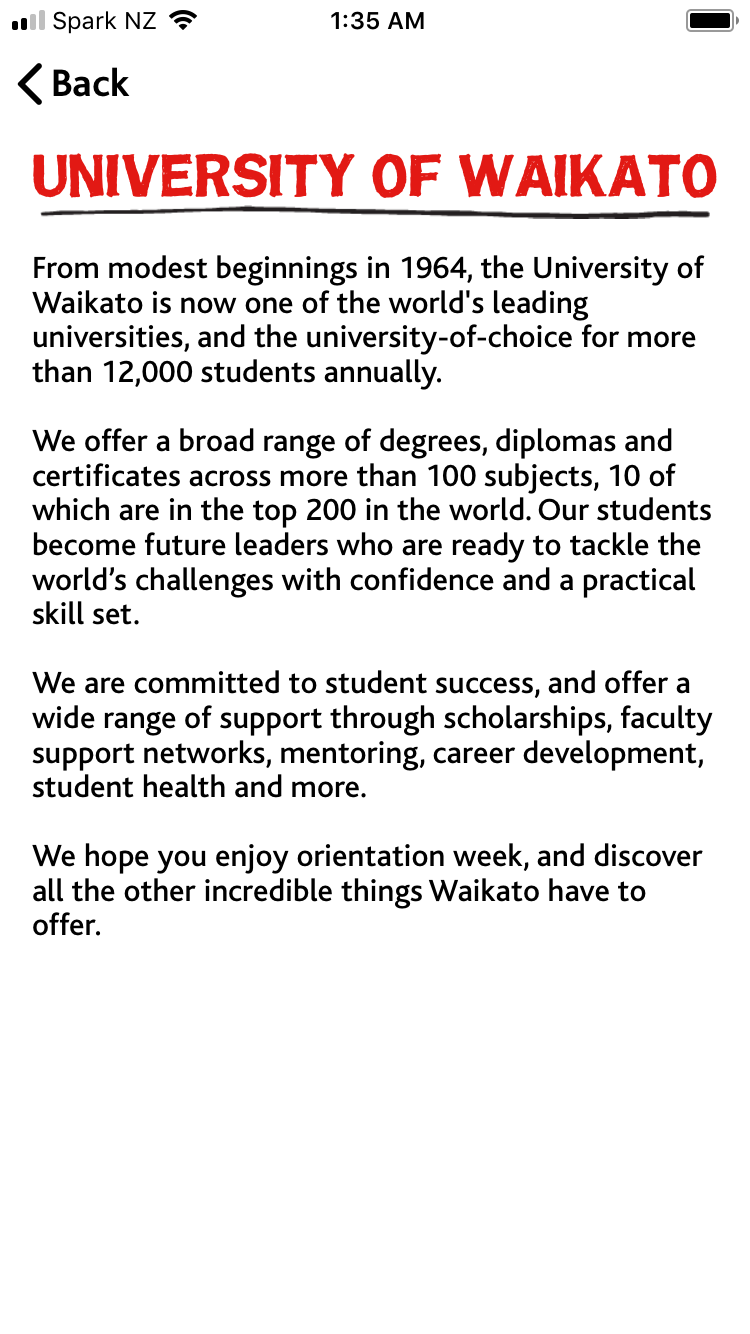 Spark NZ 1:35 AM
Back
UNIVERSITY OF WAIKATO
From modest beginnings in 1964, the University of
Waikato is now one of the world's leading
universities, and the university-of-choice for more
than 12,000 students annually.
We offer a broad range of degrees, diplomas and
certificates across more than 100 subjects, 10 of
which are in the top 200 in the world. Our students
become future leaders who are ready to tackle the
world’s challenges with confidence and a practical
skill set.
We are committed to student success, and offer a
wide range of support through scholarships, faculty
support networks, mentoring, career development,
student health and more.
We hope you enjoy orientation week, and discover
all the other incredible things Waikato have to
offer.